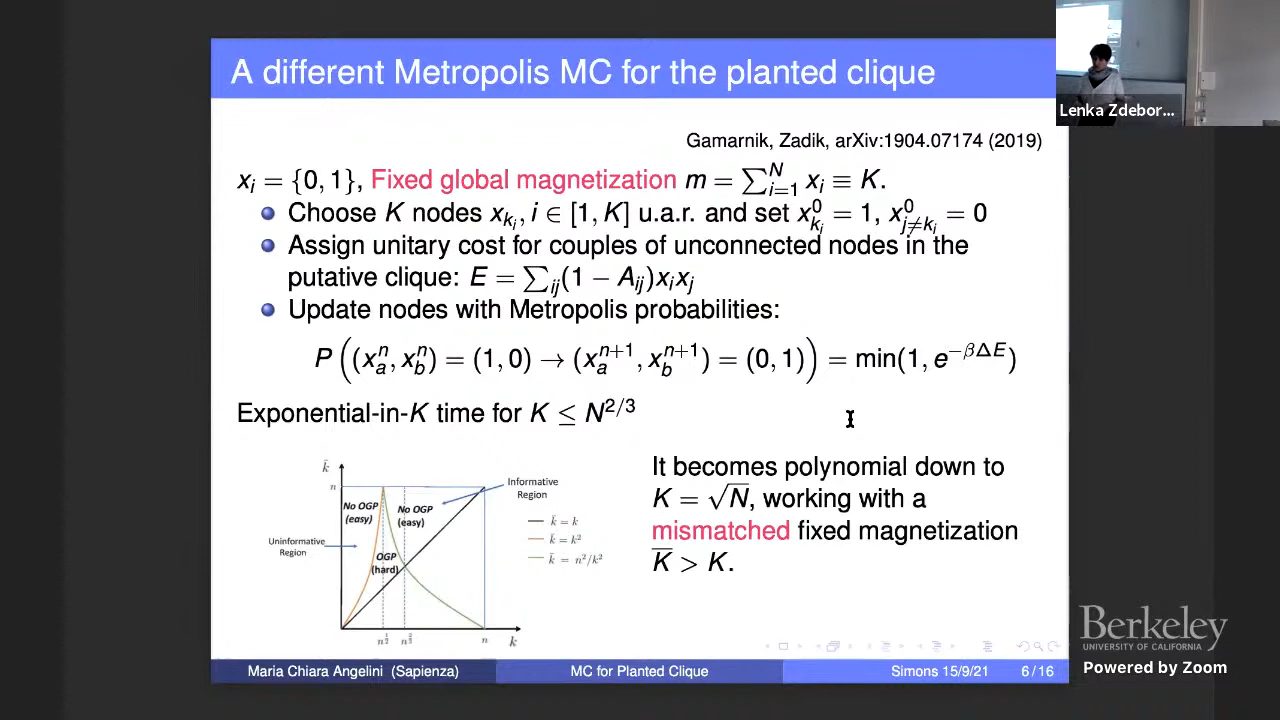 A different Metropolis MC for the planted clique
Lenka Zdebor...
Gamarnik, Zadik, arXiv:1904.07174 (2019)
x_i = {0, 1}, Fixed global magnetization m = ∑_{i=1}^N x_i ≡ K.
Choose K nodes x_{k_i}, i ∈ [1, K] u.a.r. and set x^0_{k_i} = 1, x^0_{j≠k_i} = 0
Assign unitary cost for couples of unconnected nodes in the
putative clique: E = ∑_{ij}(1 − A_{ij})x_i x_j
Update nodes with Metropolis probabilities:
P((x_a^n, x_b^n) = (1, 0) → (x_a^{n+1}, x_b^{n+1}) = (0, 1)) = min(1, e^{−βΔE})
Exponential-in-K time for K ≤ N^{2/3}
k̄
n
No OGP
(easy)
No OGP
(easy)
Informative
Region
Uninformative
Region
OGP
(hard)
k̄ = k
k̄ = k²
k̄ = n²/k²
n^{1/2}
n^{2/3}
n
k
It becomes polynomial down to
K = √N, working with a
mismatched fixed magnetization
K̄ > K.
Berkeley
UNIVERSITY OF CALIFORNIA
Powered by Zoom
Maria Chiara Angelini (Sapienza)
MC for Planted Clique
Simons 15/9/21
6 / 16